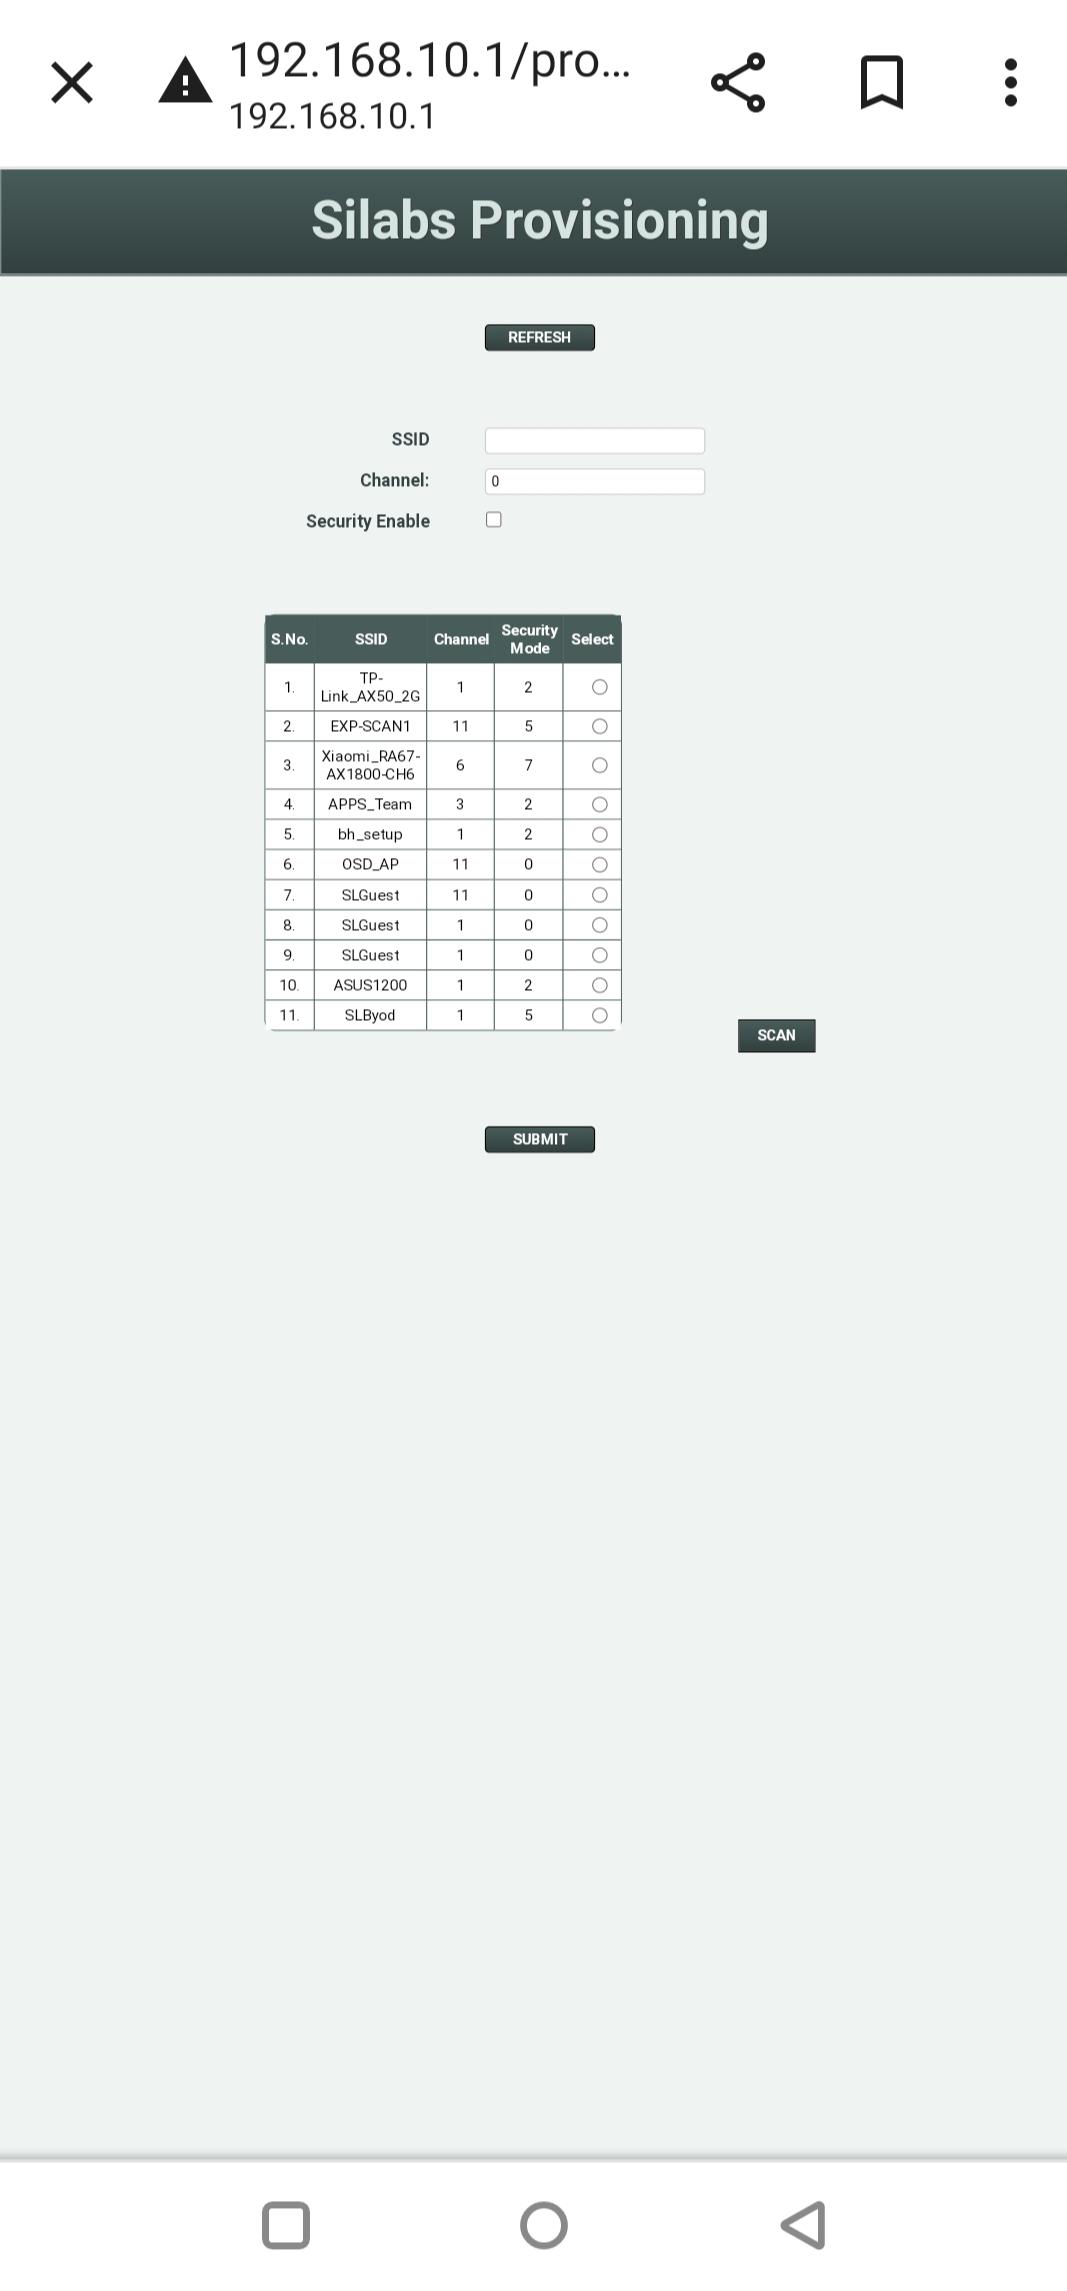 192.168.10.1/pro...
192.168.10.1
Silabs Provisioning
REFRESH
SSID
Channel: 0
Security Enable
S.No. SSID Channel Security Mode Select
1. TP-Link_AX50_2G 1 2
2. EXP-SCAN1 11 5
3. Xiaomi_RA67-AX1800-CH6 6 7
4. APPS_Team 3 2
5. bh_setup 1 2
6. OSD_AP 11 0
7. SLGuest 11 0
8. SLGuest 1 0
9. SLGuest 1 0
10. ASUS1200 1 2
11. SLByod 1 5
SCAN
SUBMIT